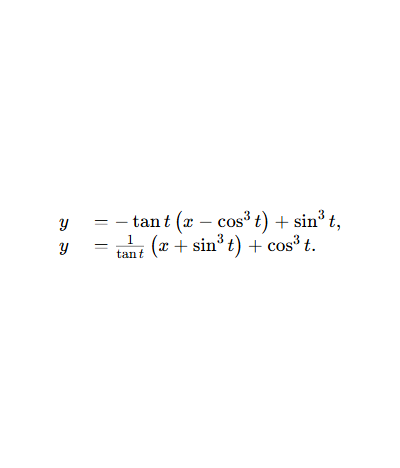 y = − tan t (x − cos³ t) + sin³ t,
y = 1/tan t (x + sin³ t) + cos³ t.